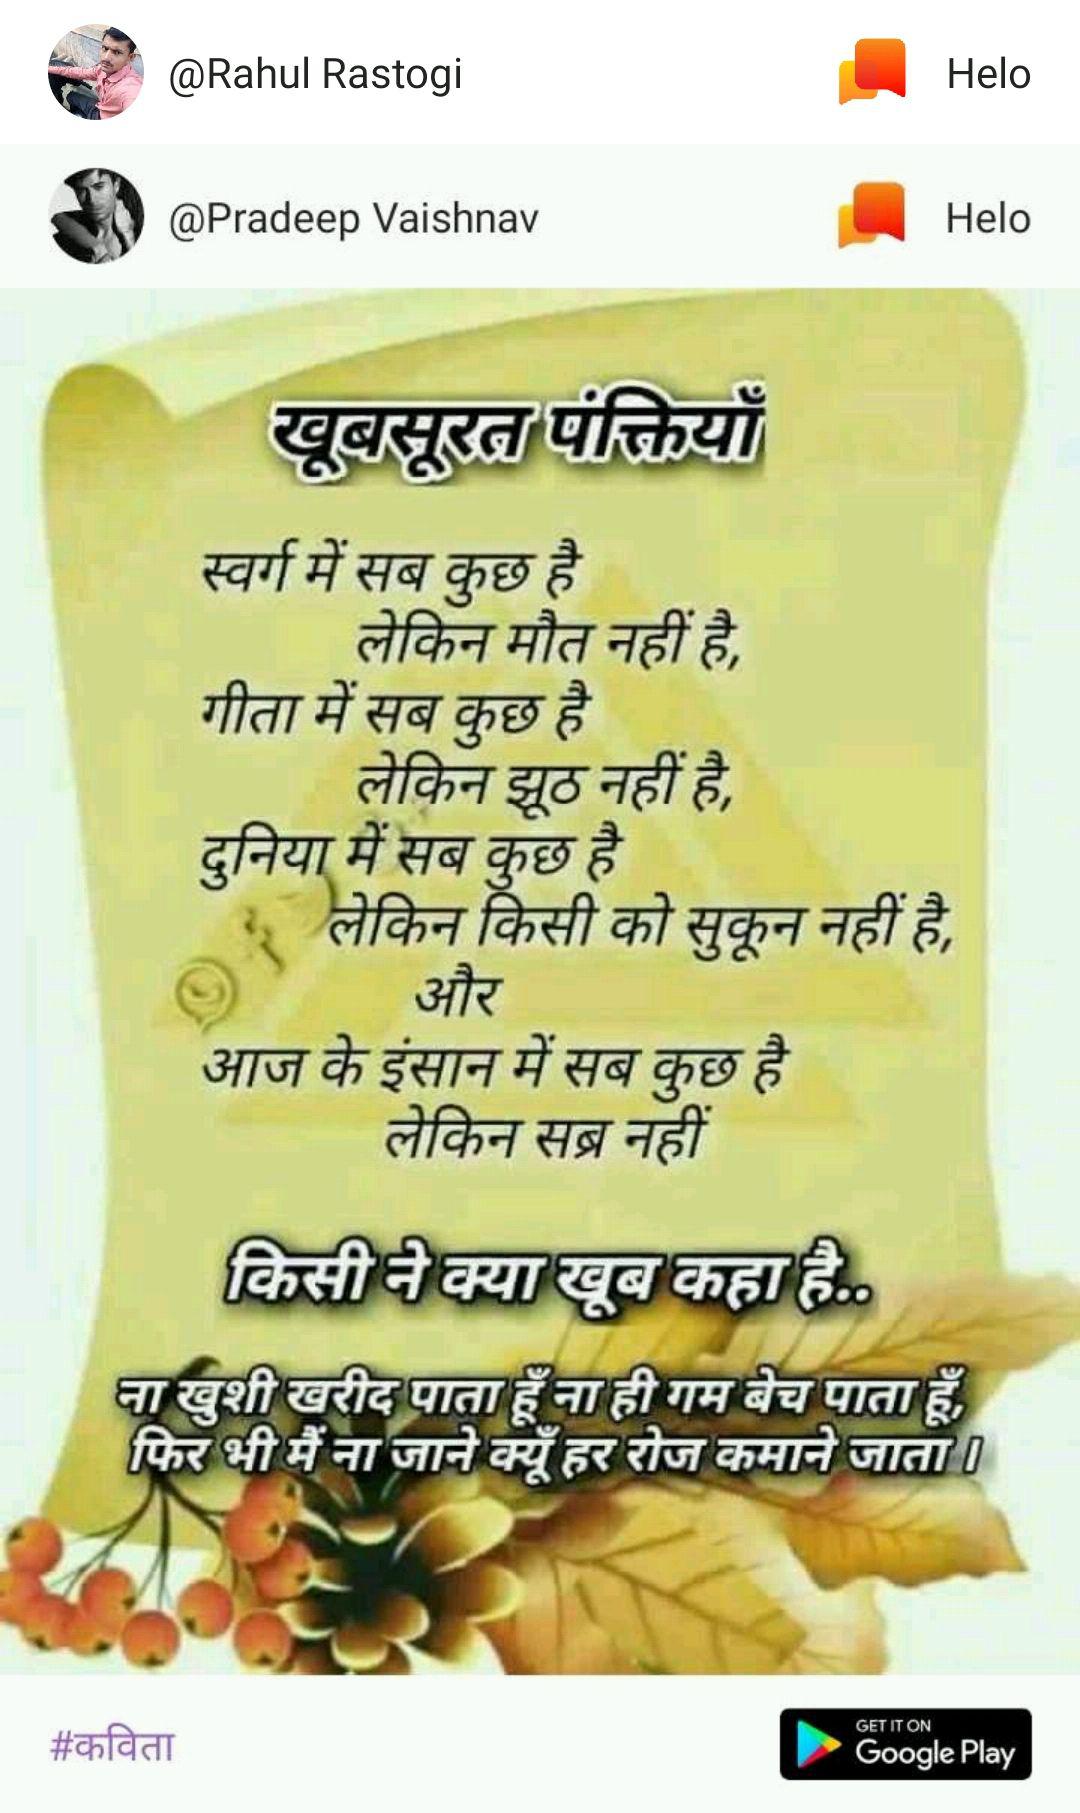 @Rahul Rastogi
Helo
@Pradeep Vaishnav
Helo
खूबसूरत पंक्तियाँ
स्वर्ग में सब कुछ है
लेकिन मौत नहीं है,
गीता में सब कुछ है
लेकिन झूठ नहीं है,
दुनिया में सब कुछ है
लेकिन किसी को सुकून नहीं है,
और
आज के इंसान में सब कुछ है
लेकिन सब्र नहीं
किसी ने क्या खूब कहा है..
ना खुशी खरीद पाता हूँ ना ही गम बेच पाता हूँ,
फिर भी मैं ना जाने क्यूँ हर रोज कमाने जाता ।
#कविता
GET IT ON
Google Play